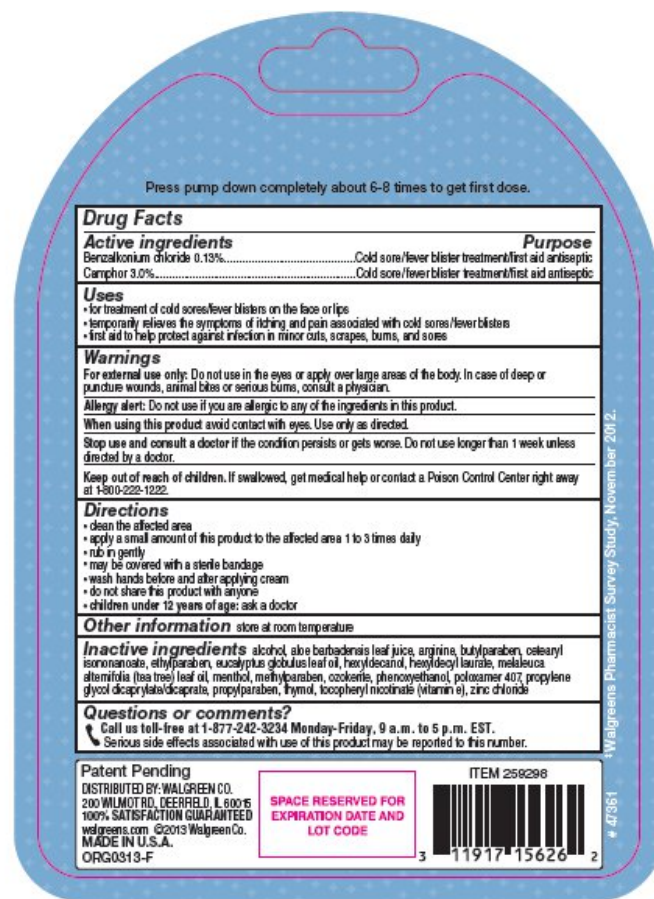 Press pump down completely about 6-8 times to get first dose.
Drug Facts
Active ingredients Purpose
Benzalkonium chloride 0.13%............................................Cold sore/fever blister treatment/first aid antiseptic
Camphor 3.0%............................................Cold sore/fever blister treatment/first aid antiseptic
Uses
• for treatment of cold sores/fever blisters on the face or lips
• temporarily relieves the symptoms of itching and pain associated with cold sores/fever blisters
• first aid to help protect against infection in minor cuts, scrapes, burns, and sores
Warnings
For external use only: Do not use in the eyes or apply over large areas of the body. In case of deep or
puncture wounds, animal bites or serious burns, consult a physician.
Allergy alert: Do not use if you are allergic to any of the ingredients in this product.
When using this product avoid contact with eyes. Use only as directed.
Stop use and consult a doctor if the condition persists or gets worse. Do not use longer than 1 week unless
directed by a doctor.
Keep out of reach of children. If swallowed, get medical help or contact a Poison Control Center right away
at 1-800-222-1222.
Directions
• clean the affected area
• apply a small amount of this product to the affected area 1 to 3 times daily
• rub in gently
• may be covered with a sterile bandage
• wash hands before and after applying cream
• do not share this product with anyone
• children under 12 years of age: ask a doctor
Other information store at room temperature
Inactive ingredients alcohol, aloe barbadensis leaf juice, arginine, butylparaben, cetearyl
isononanoate, ethylparaben, eucalyptus globulus leaf oil, hexyldecanol, hexyldecyl laurate, melaleuca
alternifolia (tea tree) leaf oil, menthol, methylparaben, ozokerite, phenoxyethanol, poloxamer 407, propylene
glycol dicaprylate/dicaprate, propylparaben, thymol, tocopheryl nicotinate (vitamin e), zinc chloride
Questions or comments?
Call us toll-free at 1-877-242-3234 Monday-Friday, 9 a.m. to 5 p.m. EST.
Serious side effects associated with use of this product may be reported to this number.
Patent Pending
DISTRIBUTED BY: WALGREEN CO.
200 WILMOT RD., DEERFIELD, IL 60015
100% SATISFACTION GUARANTEED
walgreens.com ©2013 Walgreen Co.
MADE IN U.S.A.
ORG0313-F
SPACE RESERVED FOR
EXPIRATION DATE AND
LOT CODE
ITEM 259298
3 11917 15626 2
# 47361 ‡Walgreens Pharmacist Survey Study, November 2012.